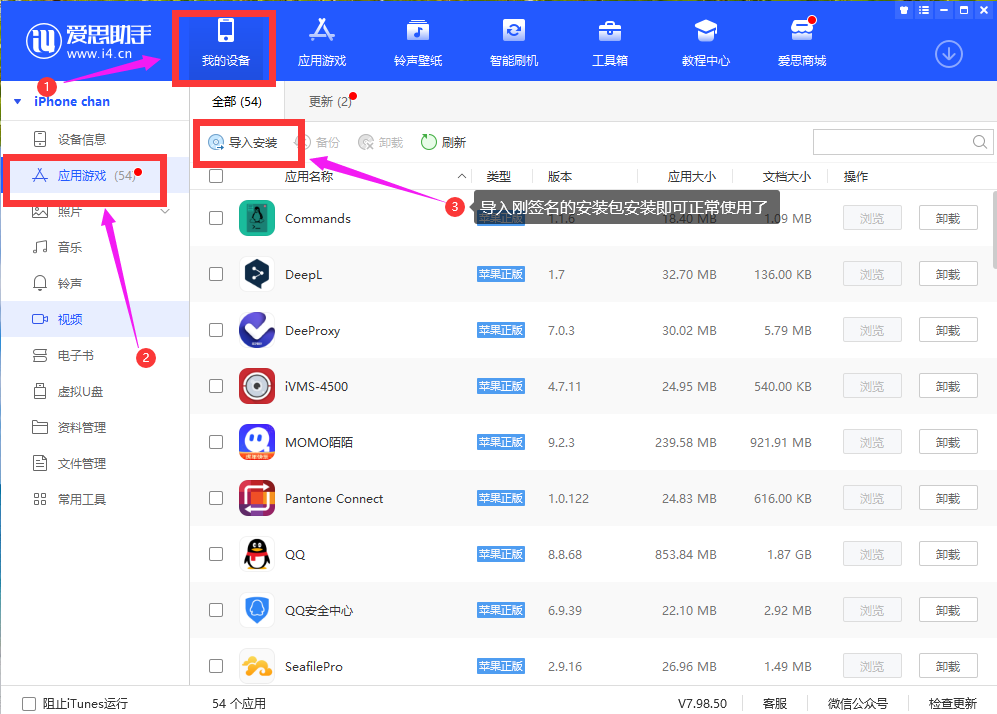 iU 爱思助手
www.i4.cn
我的设备 应用游戏 铃声壁纸 智能刷机 工具箱 教程中心 爱思商城
1
iPhone chan
全部 (54) 更新 (2)
设备信息
导入安装 备份 卸载 刷新
应用游戏 (54)
应用名称 类型 版本 应用大小 文档大小 操作
3 导入刚签名的安装包安装即可正常使用了
照片
Commands 1.1.6 18.40 MB 1.09 MB 浏览 卸载
音乐
DeepL 苹果正版 1.7 32.70 MB 136.00 KB 浏览 卸载
铃声
视频
DeeProxy 苹果正版 7.0.3 30.02 MB 5.79 MB 浏览 卸载
电子书 2
虚拟U盘
iVMS-4500 苹果正版 4.7.11 24.95 MB 540.00 KB 浏览 卸载
资料管理
MOMO陌陌 苹果正版 9.2.3 239.58 MB 921.91 MB 浏览 卸载
文件管理
常用工具
Pantone Connect 苹果正版 1.0.122 24.83 MB 616.00 KB 浏览 卸载
QQ 苹果正版 8.8.68 853.84 MB 1.87 GB 浏览 卸载
QQ安全中心 苹果正版 6.9.39 22.10 MB 2.92 MB 浏览 卸载
SeafilePro 苹果正版 2.9.16 26.96 MB 1.49 MB 浏览 卸载
阻止iTunes运行 54 个应用 V7.98.50 客服 微信公众号 检查更新